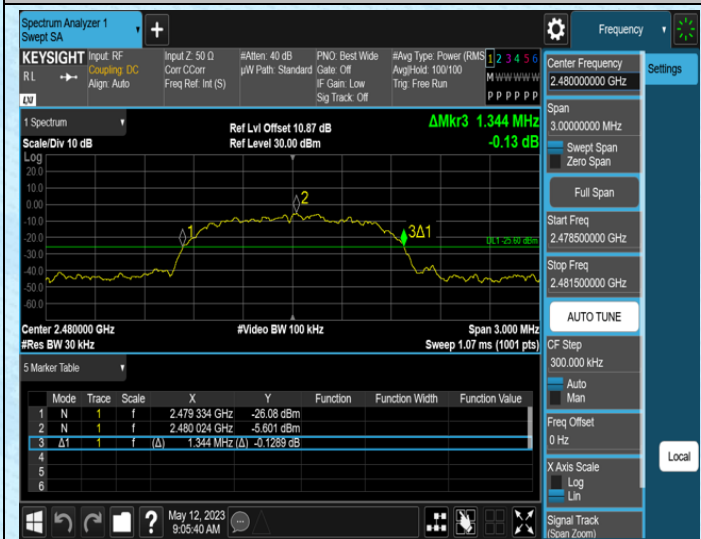 Spectrum Analyzer 1
Swept SA
+
Frequency
KEYSIGHT
RL
LXI
Input: RF
Coupling: DC
Align: Auto
Input Z: 50 Ω
Corr CCorr
Freq Ref: Int (S)
#Atten: 40 dB
µW Path: Standard
PNO: Best Wide
Gate: Off
IF Gain: Low
Sig Track: Off
#Avg Type: Power (RMS
Avg|Hold: 100/100
Trig: Free Run
1 2 3 4 5 6
M W W W W W
P P P P P P
Center Frequency
2.480000000 GHz
Settings
1 Spectrum
Scale/Div 10 dB
Ref Lvl Offset 10.87 dB
Ref Level 30.00 dBm
ΔMkr3 1.344 MHz
-0.13 dB
Log
20.0
10.0
0.00
-10.0
-20.0
-30.0
-40.0
-50.0
-60.0
1
2
3Δ1
DL1 -25.60 dBm
Center 2.480000 GHz
#Res BW 30 kHz
#Video BW 100 kHz
Span 3.000 MHz
Sweep 1.07 ms (1001 pts)
Span
3.00000000 MHz
Swept Span
Zero Span
Full Span
Start Freq
2.478500000 GHz
Stop Freq
2.481500000 GHz
AUTO TUNE
CF Step
300.000 kHz
Auto
Man
Freq Offset
0 Hz
X Axis Scale
Log
Lin
Signal Track
(Span Zoom)
Local
5 Marker Table
Mode Trace Scale X Y Function Function Width Function Value
1 N 1 f 2.479 334 GHz -26.08 dBm
2 N 1 f 2.480 024 GHz -5.601 dBm
3 Δ1 1 f (Δ) 1.344 MHz (Δ) -0.1289 dB
4
5
6
?
May 12, 2023
9:05:40 AM